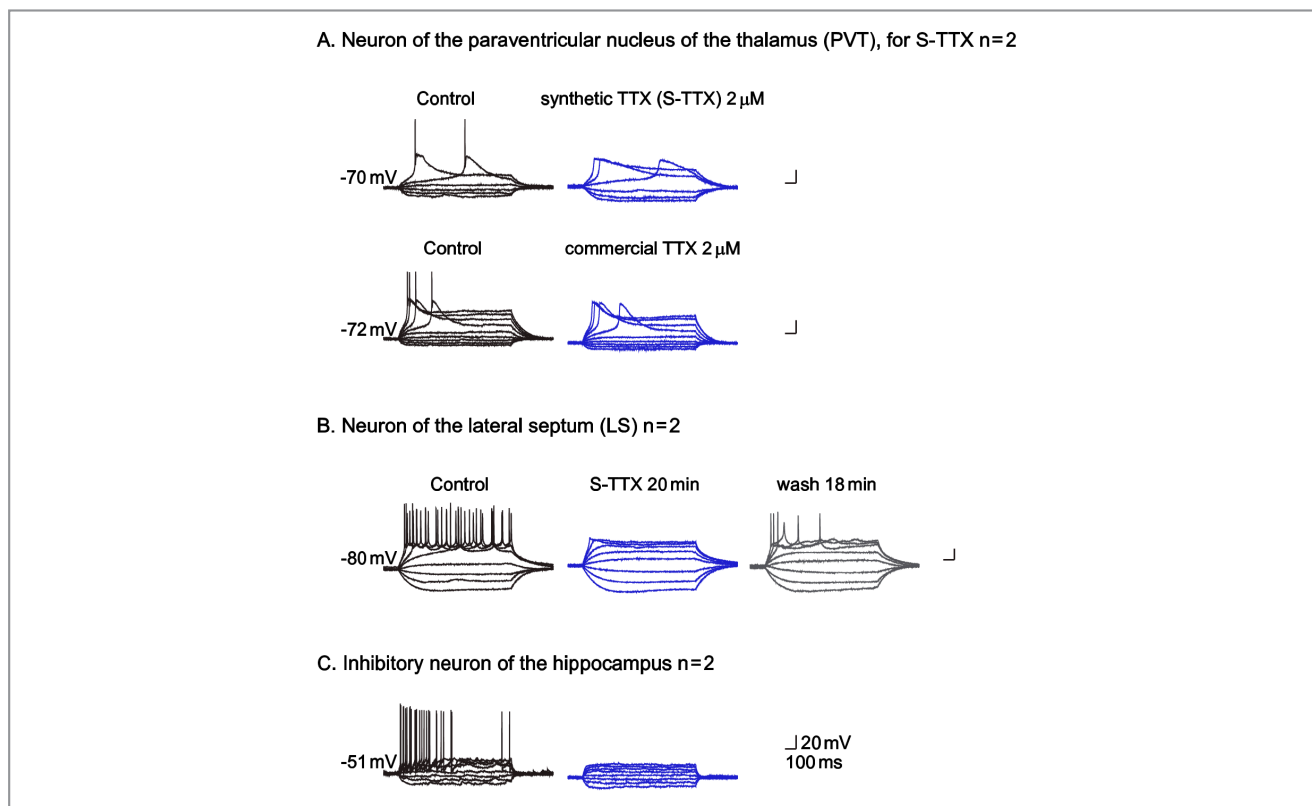 A. Neuron of the paraventricular nucleus of the thalamus (PVT), for S-TTX n=2
Control synthetic TTX (S-TTX) 2 µM
-70 mV
Control commercial TTX 2 µM
-72 mV
B. Neuron of the lateral septum (LS) n=2
Control S-TTX 20 min wash 18 min
-80 mV
C. Inhibitory neuron of the hippocampus n=2
-51 mV
20 mV
100 ms